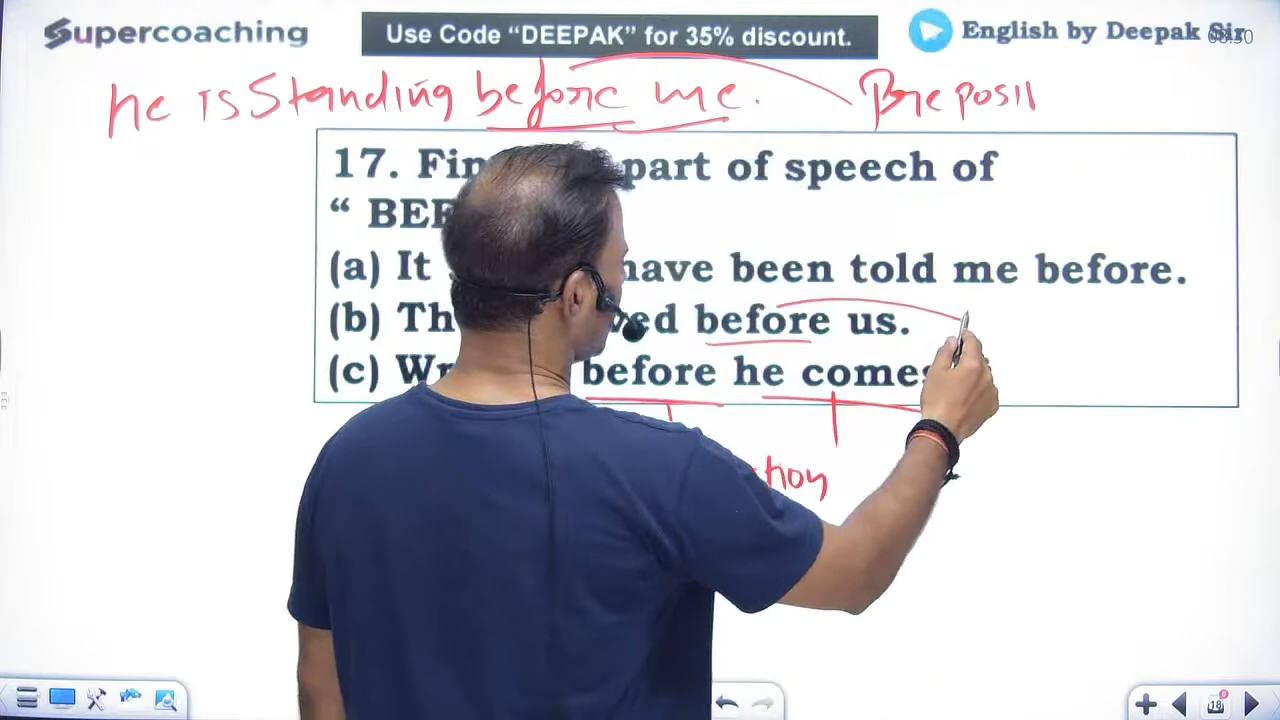 Supercoaching
Use Code “DEEPAK” for 35% discount.
English by Deepak Sir
He is Standing before me. Preposi
17. Fin part of speech of
“ BEF
(a) It have been told me before.
(b) Th ved before us.
(c) Wr before he comes
tion
18